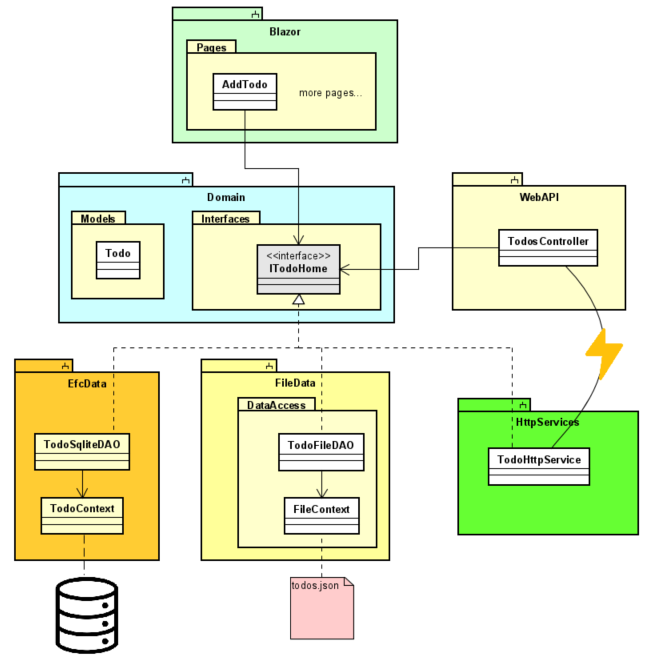 Blazor
Pages
AddTodo
more pages...
Domain
WebAPI
Models
Interfaces
Todo
<<interface>>
ITodoHome
TodosController
EfcData
FileData
DataAccess
HttpServices
TodoSqliteDAO
TodoFileDAO
TodoHttpService
TodoContext
FileContext
todos.json